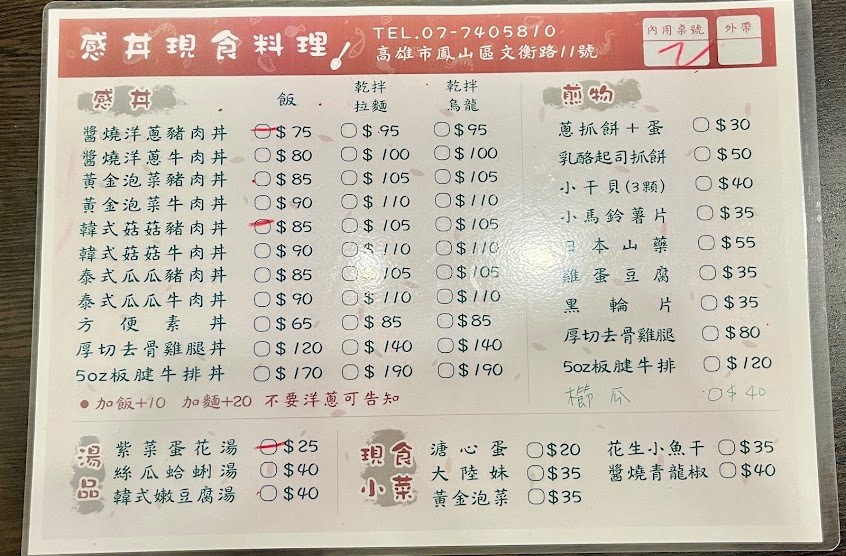 感丼現食料理!
TEL.07-7405810
高雄市鳳山區文衡路11號
內用桌號 外帶
2
感丼 飯 乾拌拉麵 乾拌烏龍
醬燒洋蔥豬肉丼 $75 $95 $95
醬燒洋蔥牛肉丼 $80 $100 $100
黃金泡菜豬肉丼 $85 $105 $105
黃金泡菜牛肉丼 $90 $110 $110
韓式菇菇豬肉丼 $85 $105 $105
韓式菇菇牛肉丼 $90 $110 $110
泰式瓜瓜豬肉丼 $85 $105 $105
泰式瓜瓜牛肉丼 $90 $110 $110
方便素丼 $65 $85 $85
厚切去骨雞腿丼 $120 $140 $140
5oz板腱牛排丼 $170 $190 $190
●加飯+10 加麵+20 不要洋蔥可告知
煎物
蔥抓餅+蛋 $30
乳酪起司抓餅 $50
小干貝(3顆) $40
小馬鈴薯片 $35
日本山藥 $55
雞蛋豆腐 $35
黑輪片 $35
厚切去骨雞腿 $80
5oz板腱牛排 $120
櫛瓜 $40
湯品
紫菜蛋花湯 $25
絲瓜蛤蜊湯 $40
韓式嫩豆腐湯 $40
現食小菜
溏心蛋 $20 花生小魚干 $35
大陸妹 $35 醬燒青龍椒 $40
黃金泡菜 $35